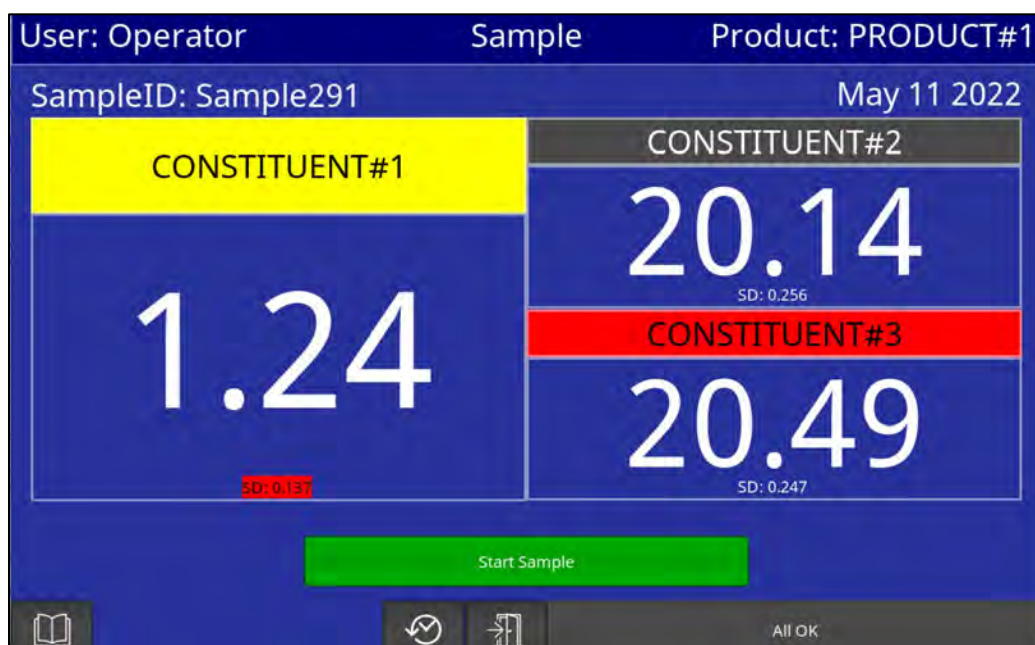 User: Operator Sample Product: PRODUCT#1
SampleID: Sample291 May 11 2022
CONSTITUENT#1
1.24
SD: 0.137
CONSTITUENT#2
20.14
SD: 0.256
CONSTITUENT#3
20.49
SD: 0.247
Start Sample
All OK